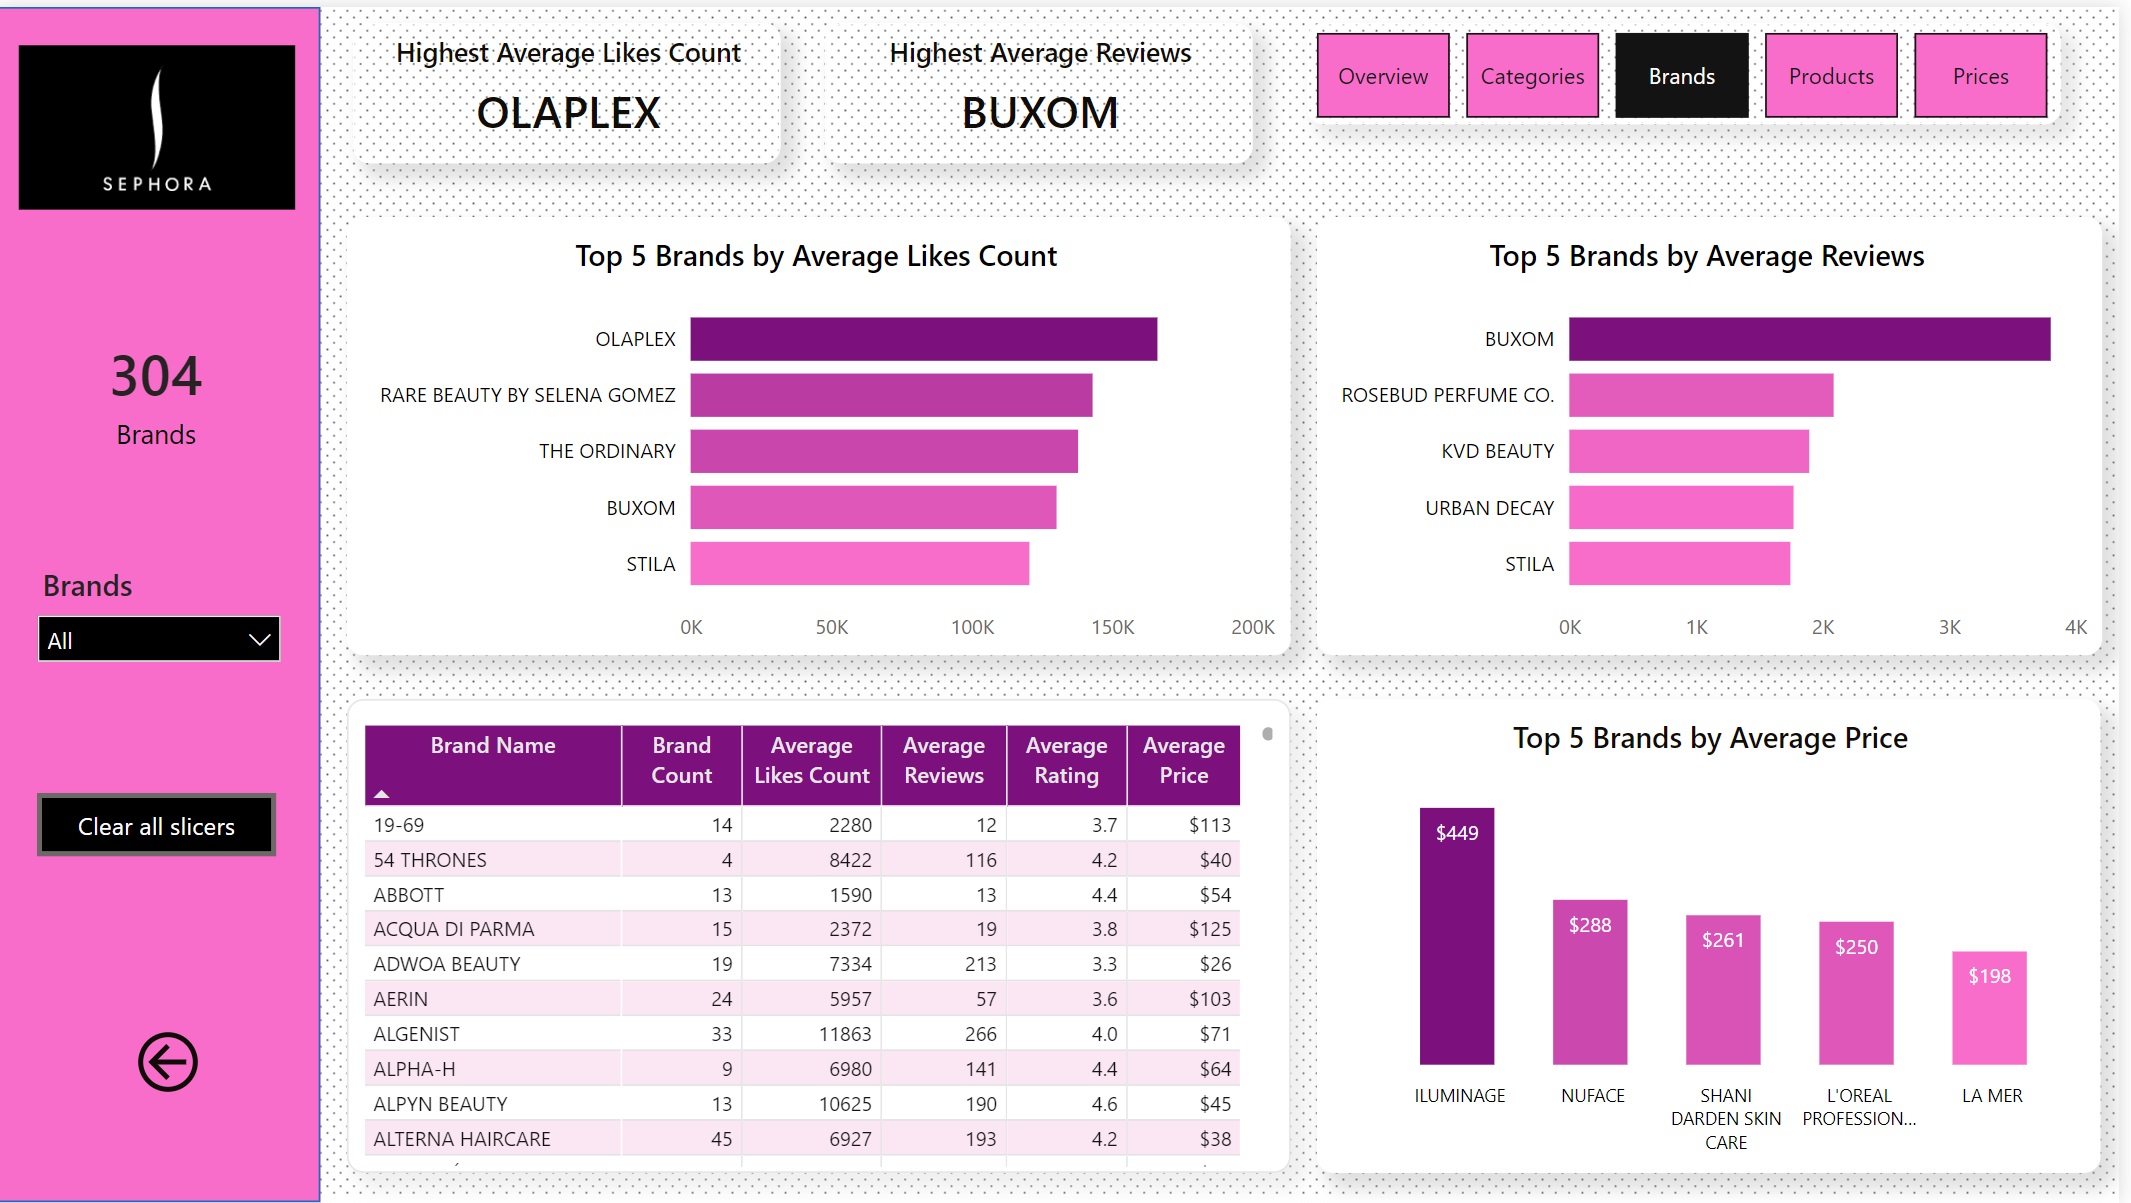 SEPHORA
304
Brands
Brands
All
Clear all slicers
Highest Average Likes Count
OLAPLEX
Highest Average Reviews
BUXOM
Overview
Categories
Brands
Products
Prices
Top 5 Brands by Average Likes Count
OLAPLEX
RARE BEAUTY BY SELENA GOMEZ
THE ORDINARY
BUXOM
STILA
0K 50K 100K 150K 200K
Top 5 Brands by Average Reviews
BUXOM
ROSEBUD PERFUME CO.
KVD BEAUTY
URBAN DECAY
STILA
0K 1K 2K 3K 4K
Brand Name Brand Count Average Likes Count Average Reviews Average Rating Average Price
19-69 14 2280 12 3.7 $113
54 THRONES 4 8422 116 4.2 $40
ABBOTT 13 1590 13 4.4 $54
ACQUA DI PARMA 15 2372 19 3.8 $125
ADWOA BEAUTY 19 7334 213 3.3 $26
AERIN 24 5957 57 3.6 $103
ALGENIST 33 11863 266 4.0 $71
ALPHA-H 9 6980 141 4.4 $64
ALPYN BEAUTY 13 10625 190 4.6 $45
ALTERNA HAIRCARE 45 6927 193 4.2 $38
Top 5 Brands by Average Price
$449
$288
$261
$250
$198
ILUMINAGE
NUFACE
SHANI
DARDEN SKIN
CARE
L'OREAL
PROFESSION...
LA MER